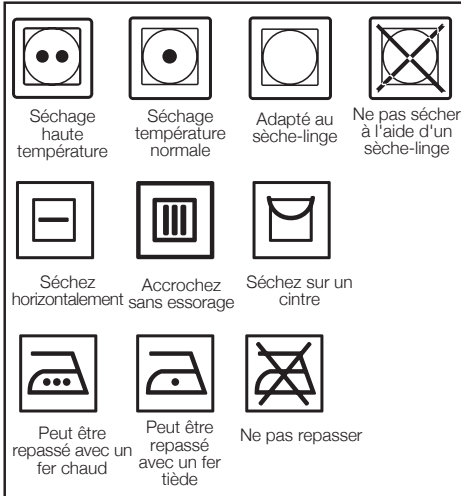 Séchage
haute
température
Séchage
température
normale
Adapté au
sèche-linge
Ne pas sécher
à l'aide d'un
sèche-linge
Séchez
horizontalement
Accrochez
sans essorage
Séchez sur un
cintre
Peut être
repassé avec un
fer chaud
Peut être
repassé
avec un fer
tiède
Ne pas repasser